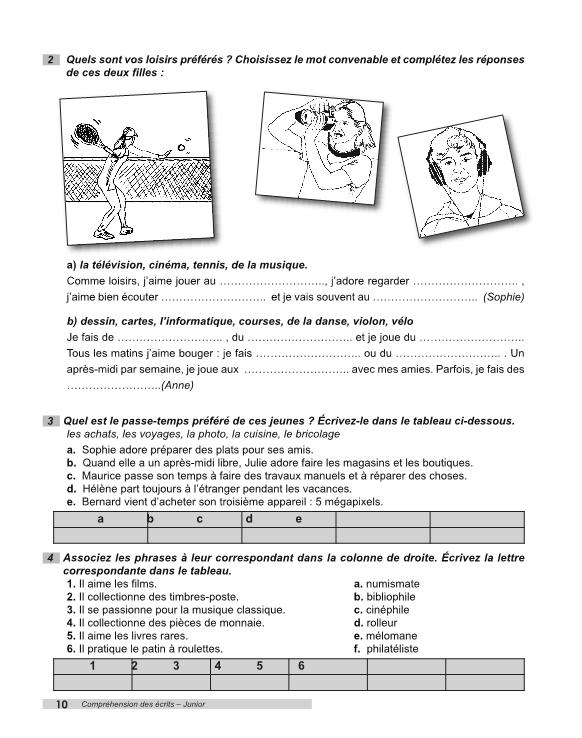 2 Quels sont vos loisirs préférés ? Choisissez le mot convenable et complétez les réponses
de ces deux filles :
a) la télévision, cinéma, tennis, de la musique.
Comme loisirs, j'aime jouer au ……………………….., j'adore regarder ……………………….. ,
j'aime bien écouter ……………………….. et je vais souvent au ……………………….. (Sophie)
b) dessin, cartes, l'informatique, courses, de la danse, violon, vélo
Je fais de ……………………….. , du ……………………….. et je joue du ………………………..
Tous les matins j'aime bouger : je fais ……………………….. ou du ……………………….. . Un
après-midi par semaine, je joue aux ……………………….. avec mes amies. Parfois, je fais des
…………………….(Anne)
3 Quel est le passe-temps préféré de ces jeunes ? Écrivez-le dans le tableau ci-dessous.
les achats, les voyages, la photo, la cuisine, le bricolage
a. Sophie adore préparer des plats pour ses amis.
b. Quand elle a un après-midi libre, Julie adore faire les magasins et les boutiques.
c. Maurice passe son temps à faire des travaux manuels et à réparer des choses.
d. Hélène part toujours à l'étranger pendant les vacances.
e. Bernard vient d'acheter son troisième appareil : 5 mégapixels.
a b c d e
4 Associez les phrases à leur correspondant dans la colonne de droite. Écrivez la lettre
correspondante dans le tableau.
1. Il aime les films. a. numismate
2. Il collectionne des timbres-poste. b. bibliophile
3. Il se passionne pour la musique classique. c. cinéphile
4. Il collectionne des pièces de monnaie. d. rolleur
5. Il aime les livres rares. e. mélomane
6. Il pratique le patin à roulettes. f. philatéliste
1 2 3 4 5 6
10 Compréhension des écrits – Junior